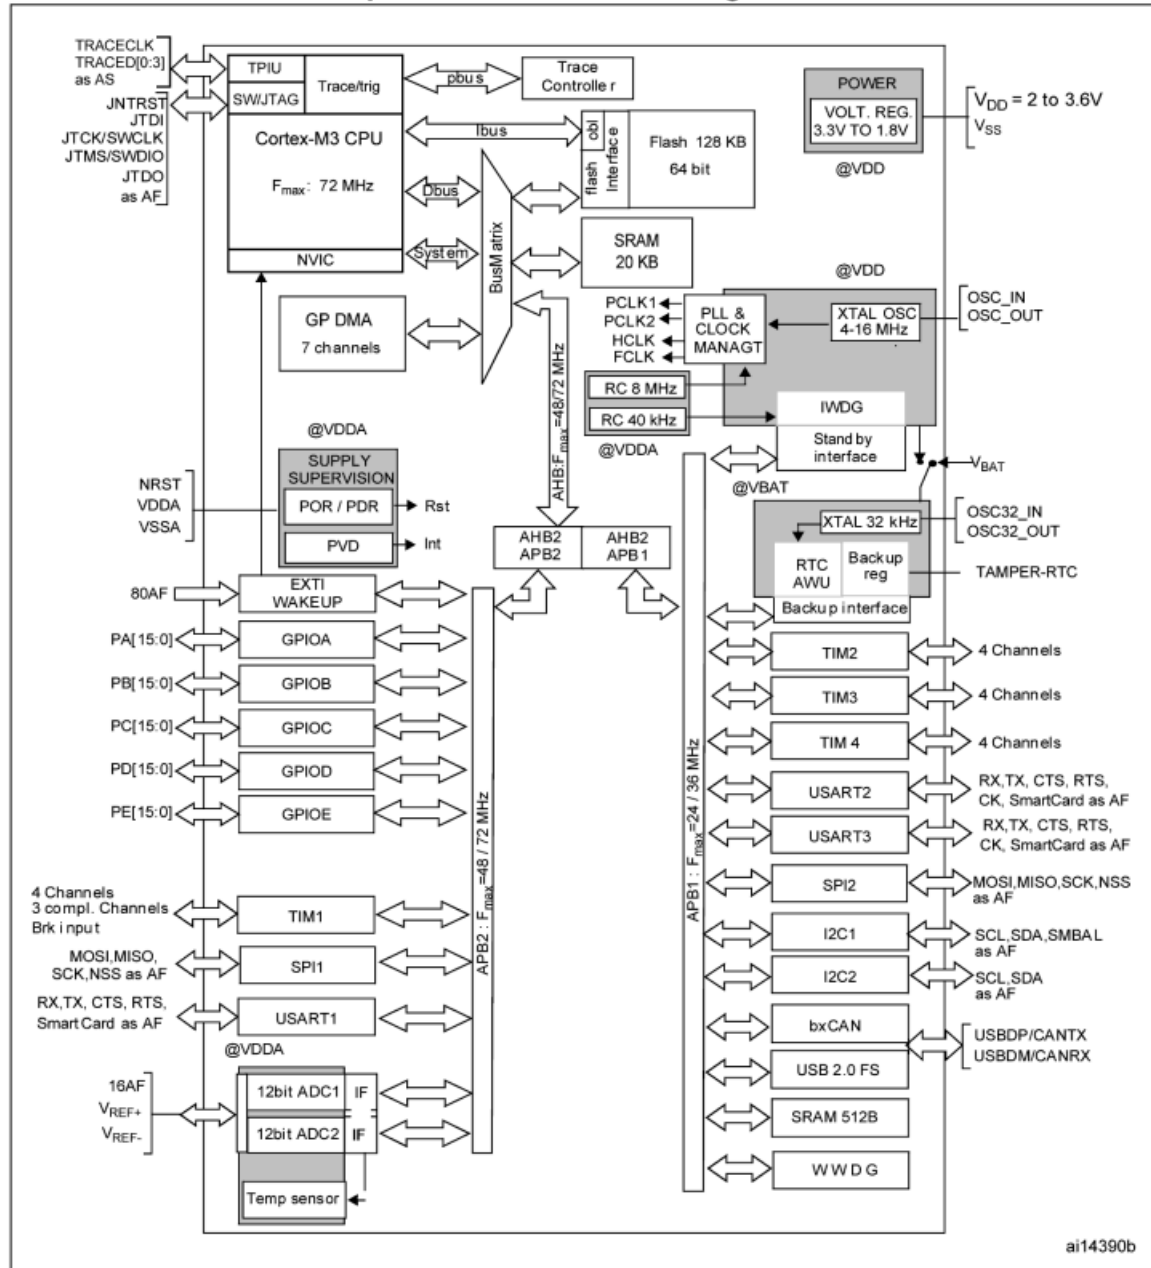 TRACECLK
TRACED[0:3]
as AS
JNTRST
JTDI
JTCK/SWCLK
JTMS/SWDIO
JTDO
as AF
TPIU
SW/JTAG
Trace/trig
Cortex-M3 CPU
Fmax: 72 MHz
NVIC
pbus
Ibus
Dbus
System
Trace
Controller
obl
flash
Interface
Flash 128 KB
64 bit
SRAM
20 KB
BusMatrix
GP DMA
7 channels
POWER
VOLT. REG.
3.3V TO 1.8V
@VDD
VDD = 2 to 3.6V
VSS
@VDD
PCLK1
PCLK2
HCLK
FCLK
PLL &
CLOCK
MANAGT
XTAL OSC
4-16 MHz
OSC_IN
OSC_OUT
RC 8 MHz
RC 40 kHz
@VDDA
IWDG
Stand by
interface
VBAT
@VBAT
XTAL 32 kHz
OSC32_IN
OSC32_OUT
RTC
AWU
Backup
reg
TAMPER-RTC
Backup interface
AHB:Fmax=48/72 MHz
@VDDA
SUPPLY
SUPERVISION
NRST
VDDA
VSSA
POR / PDR
Rst
PVD
Int
AHB2
APB2
AHB2
APB1
80AF
EXTI
WAKEUP
PA[15:0]
GPIOA
PB[15:0]
GPIOB
PC[15:0]
GPIOC
PD[15:0]
GPIOD
PE[15:0]
GPIOE
4 Channels
3 compl. Channels
Brk input
TIM1
MOSI,MISO,
SCK,NSS as AF
SPI1
RX,TX, CTS, RTS,
SmartCard as AF
USART1
@VDDA
16AF
VREF+
VREF-
12bit ADC1
IF
12bit ADC2
IF
Temp sensor
APB2 : Fmax=48 / 72 MHz
APB1 : Fmax=24 / 36 MHz
TIM2
4 Channels
TIM3
4 Channels
TIM 4
4 Channels
USART2
RX,TX, CTS, RTS,
CK, SmartCard as AF
USART3
RX,TX, CTS, RTS,
CK, SmartCard as AF
SPI2
MOSI,MISO,SCK,NSS
as AF
I2C1
SCL,SDA,SMBAL
as AF
I2C2
SCL,SDA
as AF
bxCAN
USBDP/CANTX
USBDM/CANRX
USB 2.0 FS
SRAM 512B
W W D G
ai14390b